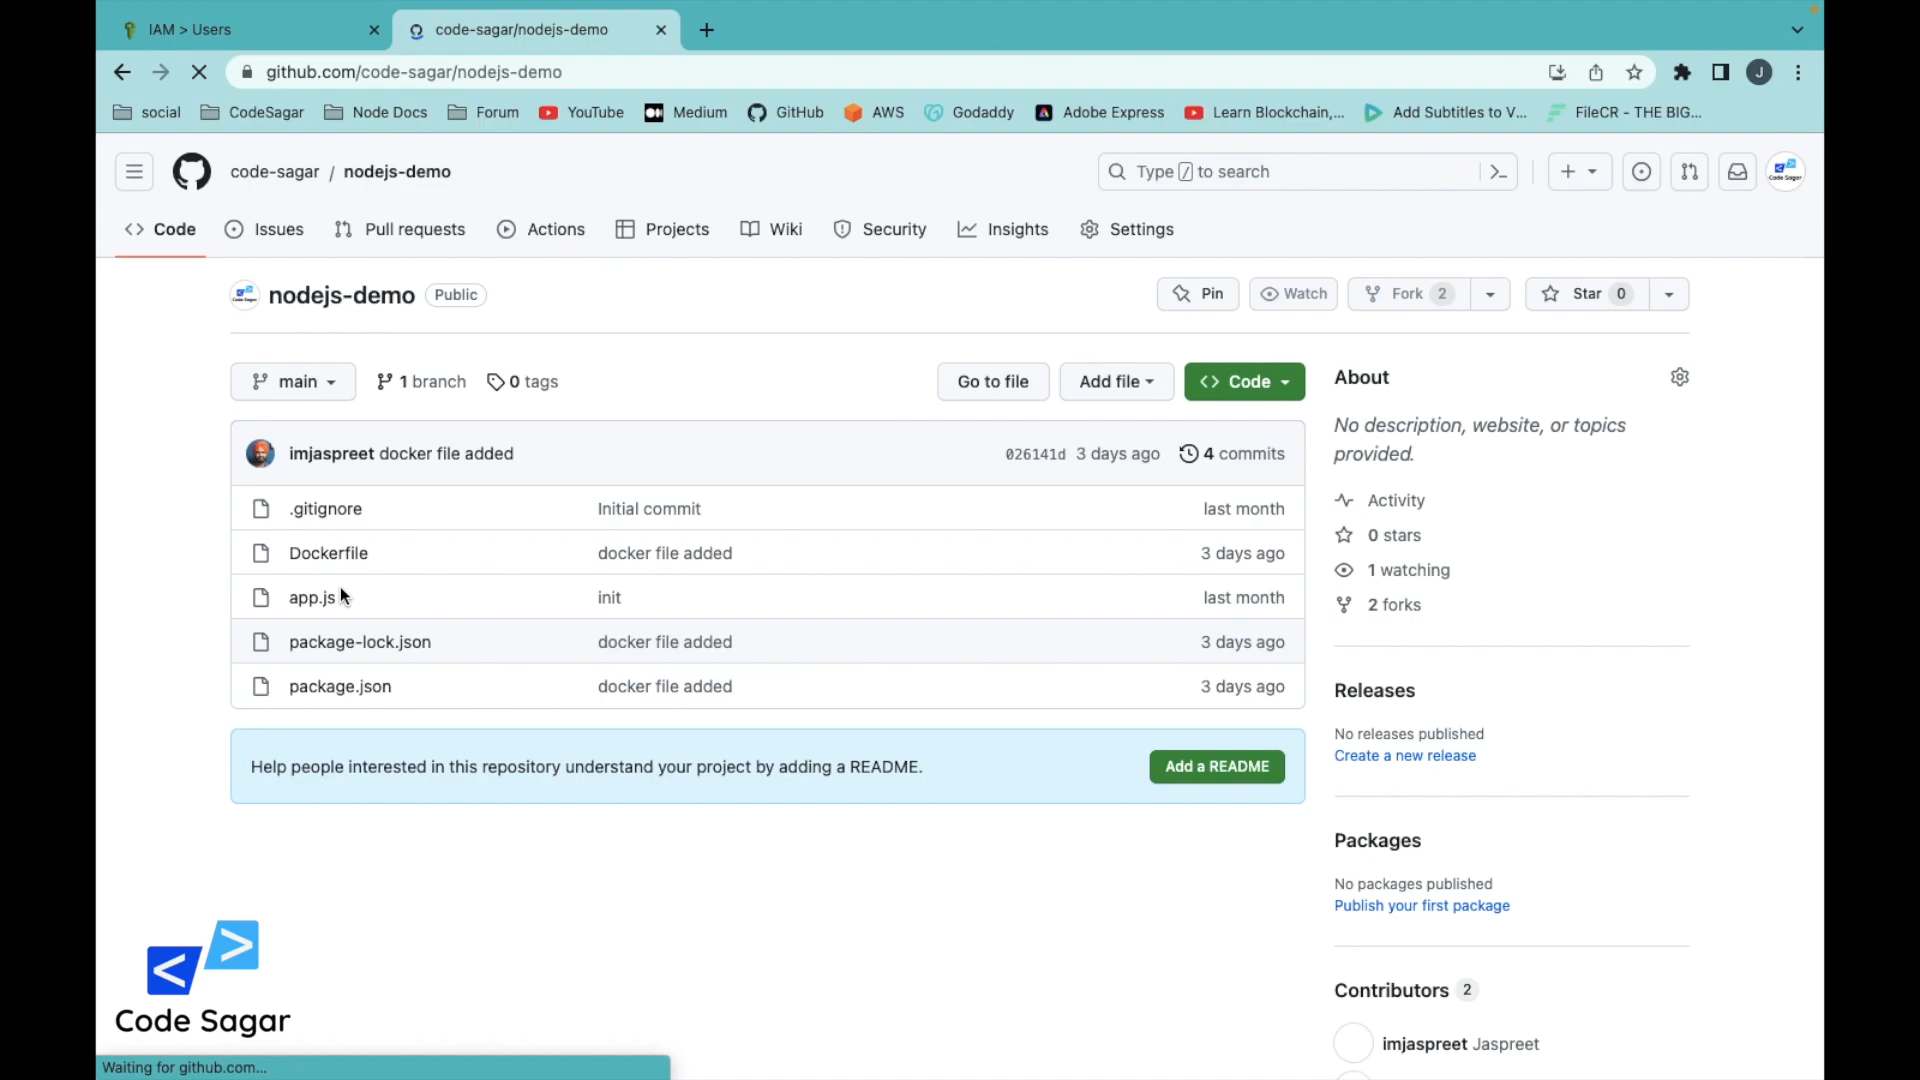 IAM > Users
code-sagar/nodejs-demo
github.com/code-sagar/nodejs-demo
J
social CodeSagar Node Docs Forum YouTube Medium GitHub AWS Godaddy Adobe Express Learn Blockchain,... Add Subtitles to V... FileCR - THE BIG...
code-sagar / nodejs-demo
Type / to search
Code Sagar
Code Issues Pull requests Actions Projects Wiki Security Insights Settings
nodejs-demo Public
Pin Watch Fork 2 Star 0
main 1 branch 0 tags
Go to file Add file Code
imjaspreet docker file added 026141d 3 days ago 4 commits
.gitignore Initial commit last month
Dockerfile docker file added 3 days ago
app.js init last month
package-lock.json docker file added 3 days ago
package.json docker file added 3 days ago
Help people interested in this repository understand your project by adding a README. Add a README
About
No description, website, or topics
provided.
Activity
0 stars
1 watching
2 forks
Releases
No releases published
Create a new release
Packages
No packages published
Publish your first package
Contributors 2
imjaspreet Jaspreet
Code Sagar
Waiting for github.com...